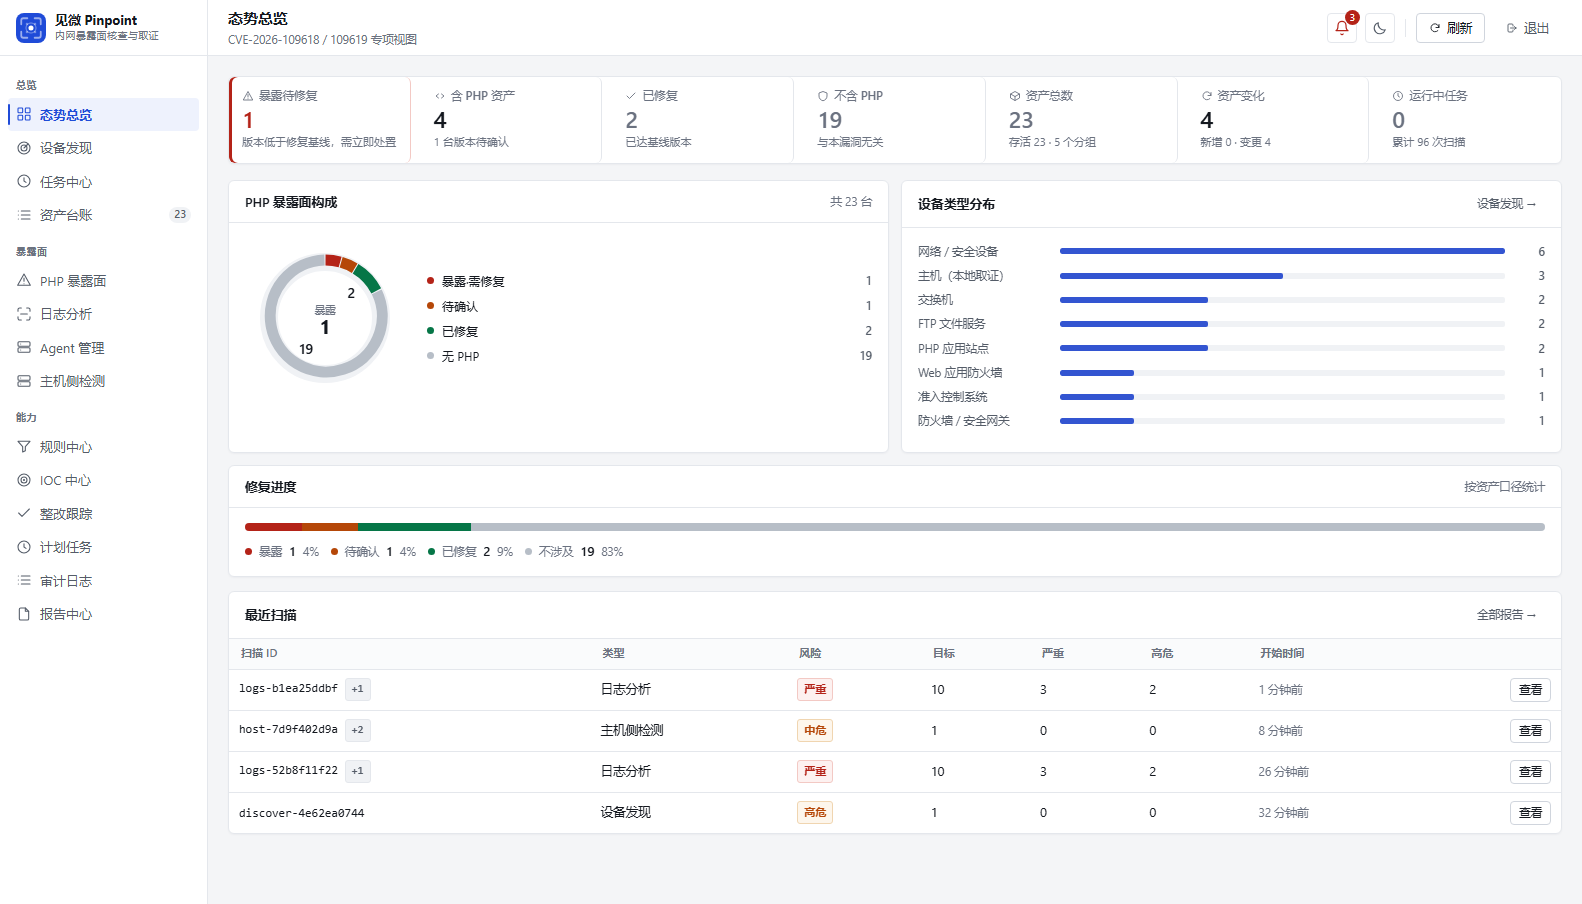 见微 Pinpoint
内网暴露面核查与取证
总览
态势总览
设备发现
任务中心
资产台账 23
暴露面
PHP 暴露面
日志分析
Agent 管理
主机侧检测
能力
规则中心
IOC 中心
整改跟踪
计划任务
审计日志
报告中心
态势总览
CVE-2026-109618 / 109619 专项视图
3
刷新
退出
暴露待修复
1
版本低于修复基线，需立即处置
含 PHP 资产
4
1 台版本待确认
已修复
2
已达基线版本
不含 PHP
19
与本漏洞无关
资产总数
23
存活 23 · 5 个分组
资产变化
4
新增 0 · 变更 4
运行中任务
0
累计 96 次扫描
PHP 暴露面构成
共 23 台
2
暴露
1
19
暴露·需修复 1
待确认 1
已修复 2
无 PHP 19
设备类型分布
设备发现 →
网络 / 安全设备 6
主机（本地取证） 3
交换机 2
FTP 文件服务 2
PHP 应用站点 2
Web 应用防火墙 1
准入控制系统 1
防火墙 / 安全网关 1
修复进度
按资产口径统计
暴露 1 4% 待确认 1 4% 已修复 2 9% 不涉及 19 83%
最近扫描
全部报告 →
扫描 ID 类型 风险 目标 严重 高危 开始时间
logs-b1ea25ddbf +1 日志分析 严重 10 3 2 1 分钟前 查看
host-7d9f402d9a +2 主机侧检测 中危 1 0 0 8 分钟前 查看
logs-52b8f11f22 +1 日志分析 严重 10 3 2 26 分钟前 查看
discover-4e62ea0744 设备发现 高危 1 0 0 32 分钟前 查看